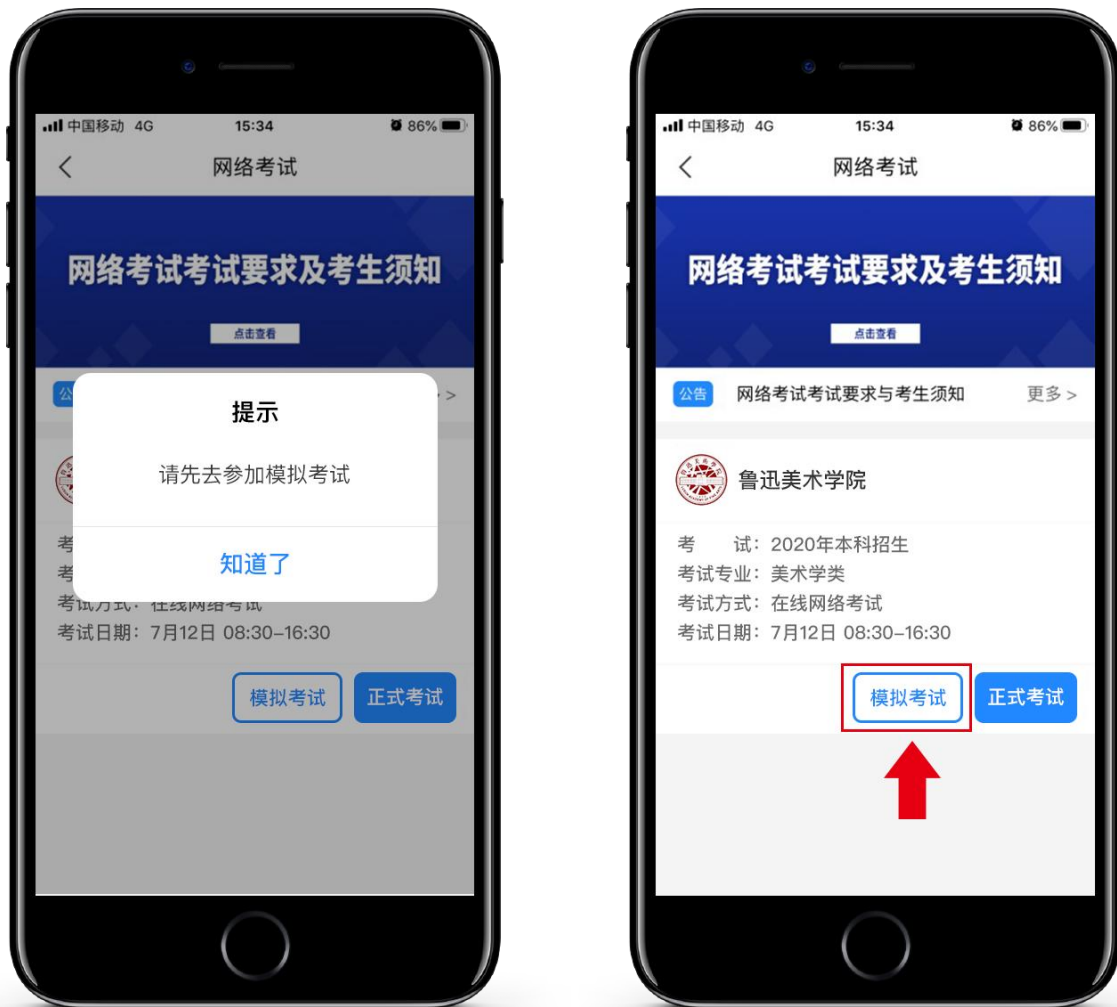 中国移动 4G 15:34 86%
网络考试
网络考试考试要求及考生须知
点击查看
公 >
提示
请先去参加模拟考试
考
知道了
考
考试方式：在线网络考试
考试日期：7月12日 08:30–16:30
模拟考试 正式考试
中国移动 4G 15:34 86%
网络考试
网络考试考试要求及考生须知
点击查看
公告 网络考试考试要求与考生须知 更多 >
鲁迅美术学院
考 试：2020年本科招生
考试专业：美术学类
考试方式：在线网络考试
考试日期：7月12日 08:30–16:30
模拟考试 正式考试